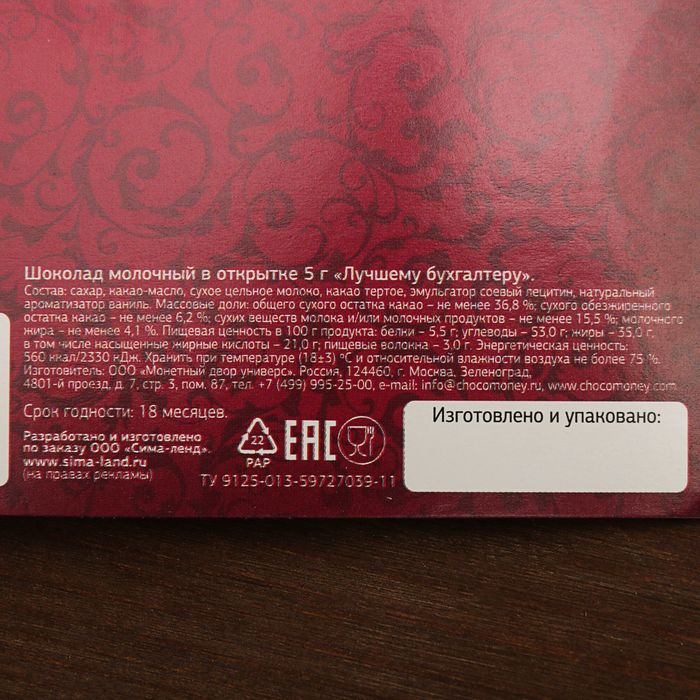 Шоколад молочный в открытке 5 г «Лучшему бухгалтеру».
Состав: сахар, какао-масло, сухое цельное молоко, какао тертое, эмульгатор соевый лецитин, натуральный
ароматизатор ваниль. Массовые доли: общего сухого остатка какао – не менее 36,8 %; сухого обезжиренного
остатка какао – не менее 6,2 %; сухих веществ молока и/или молочных продуктов – не менее 15,5 %, молочного
жира – не менее 4,1 %. Пищевая ценность в 100 г продукта: белки – 5,5 г; углеводы – 53,0 г; жиры – 35,0 г,
в том числе насыщенные жирные кислоты – 21,0 г; пищевые волокна – 3,0 г. Энергетическая ценность:
560 ккал/2330 кДж. Хранить при температуре (18±3) °С и относительной влажности воздуха не более 75 %.
Изготовитель: ООО «Монетный двор универс». Россия, 124460, г. Москва, Зеленоград,
4801-й проезд, д. 7, стр. 3, пом. 87, тел. +7 (499) 995-25-00, e-mail: info@chocomoney.ru, www.chocomoney.com
Срок годности: 18 месяцев.
Изготовлено и упаковано:
Разработано и изготовлено
по заказу ООО «Сима-ленд».
www.sima-land.ru
(на правах рекламы)
22
PAP
EAC
ТУ 9125-013-59727039-11